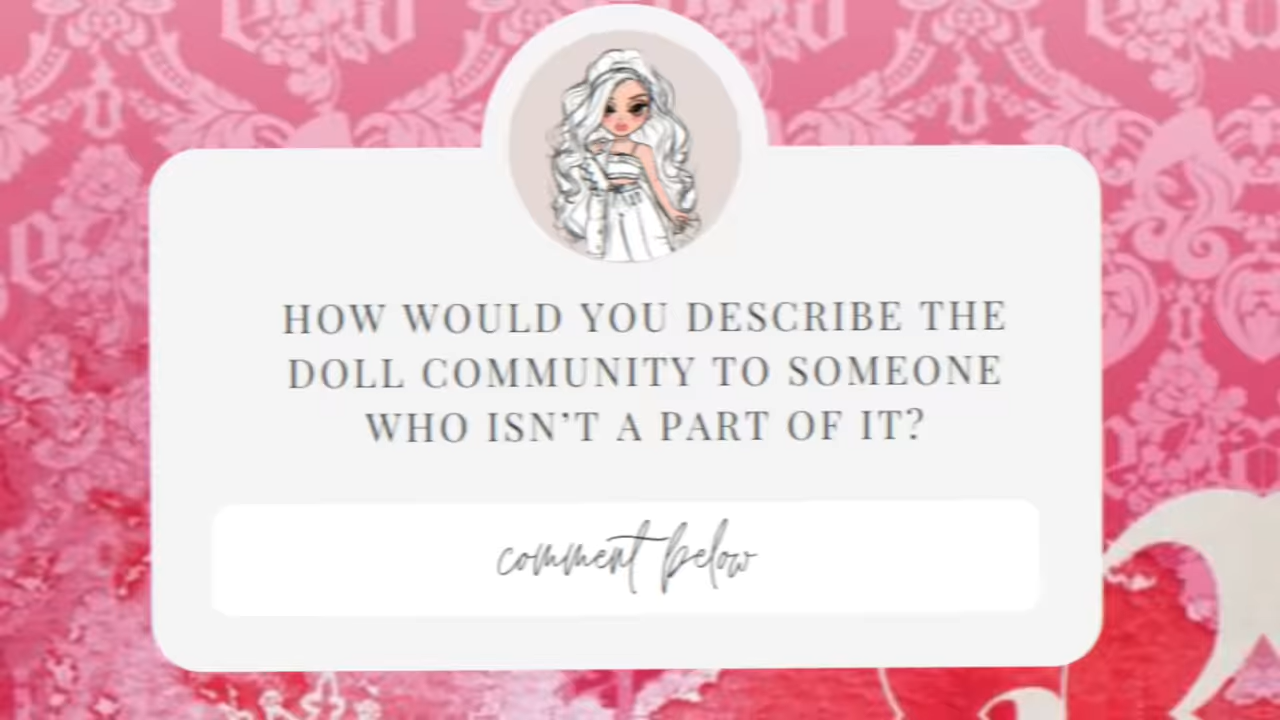 HOW WOULD YOU DESCRIBE THE
DOLL COMMUNITY TO SOMEONE
WHO ISN'T A PART OF IT?
comment below